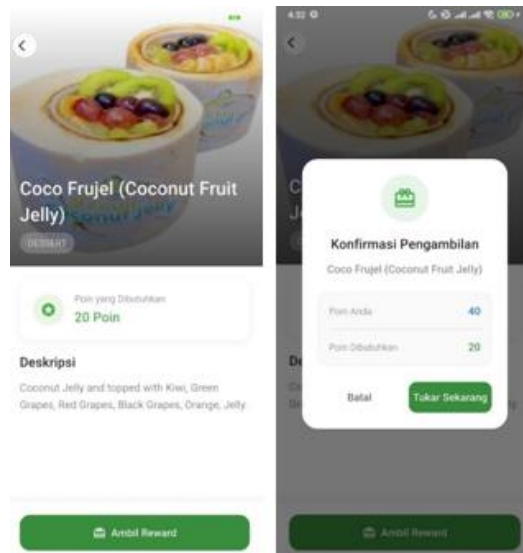 Coco Frujel (Coconut Fruit
Jelly)
DESSERT
Poin yang Dibutuhkan
20 Poin
Deskripsi
Coconut Jelly and topped with Kiwi, Green
Grapes, Red Grapes, Black Grapes, Orange, Jelly
Ambil Reward
4:32
Konfirmasi Pengambilan
Coco Frujel (Coconut Fruit Jelly)
Poin Anda 40
Poin Dibutuhkan 20
Batal Tukar Sekarang
Ambil Reward